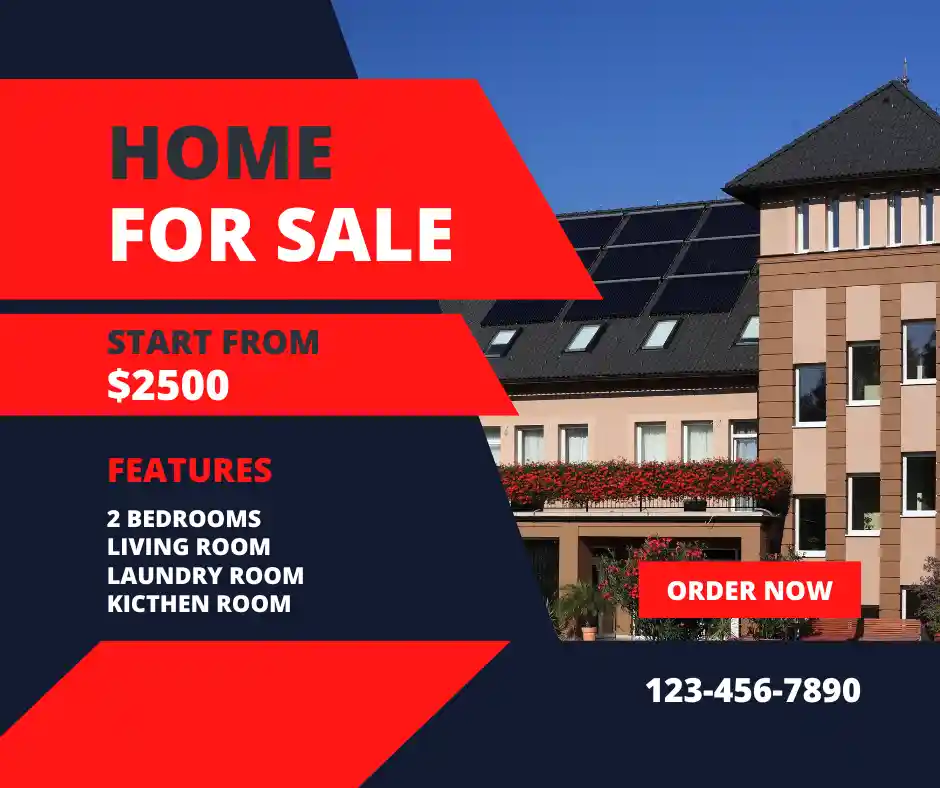 HOME
FOR SALE
START FROM
$2500
FEATURES
2 BEDROOMS
LIVING ROOM
LAUNDRY ROOM
KICTHEN ROOM
ORDER NOW
123-456-7890